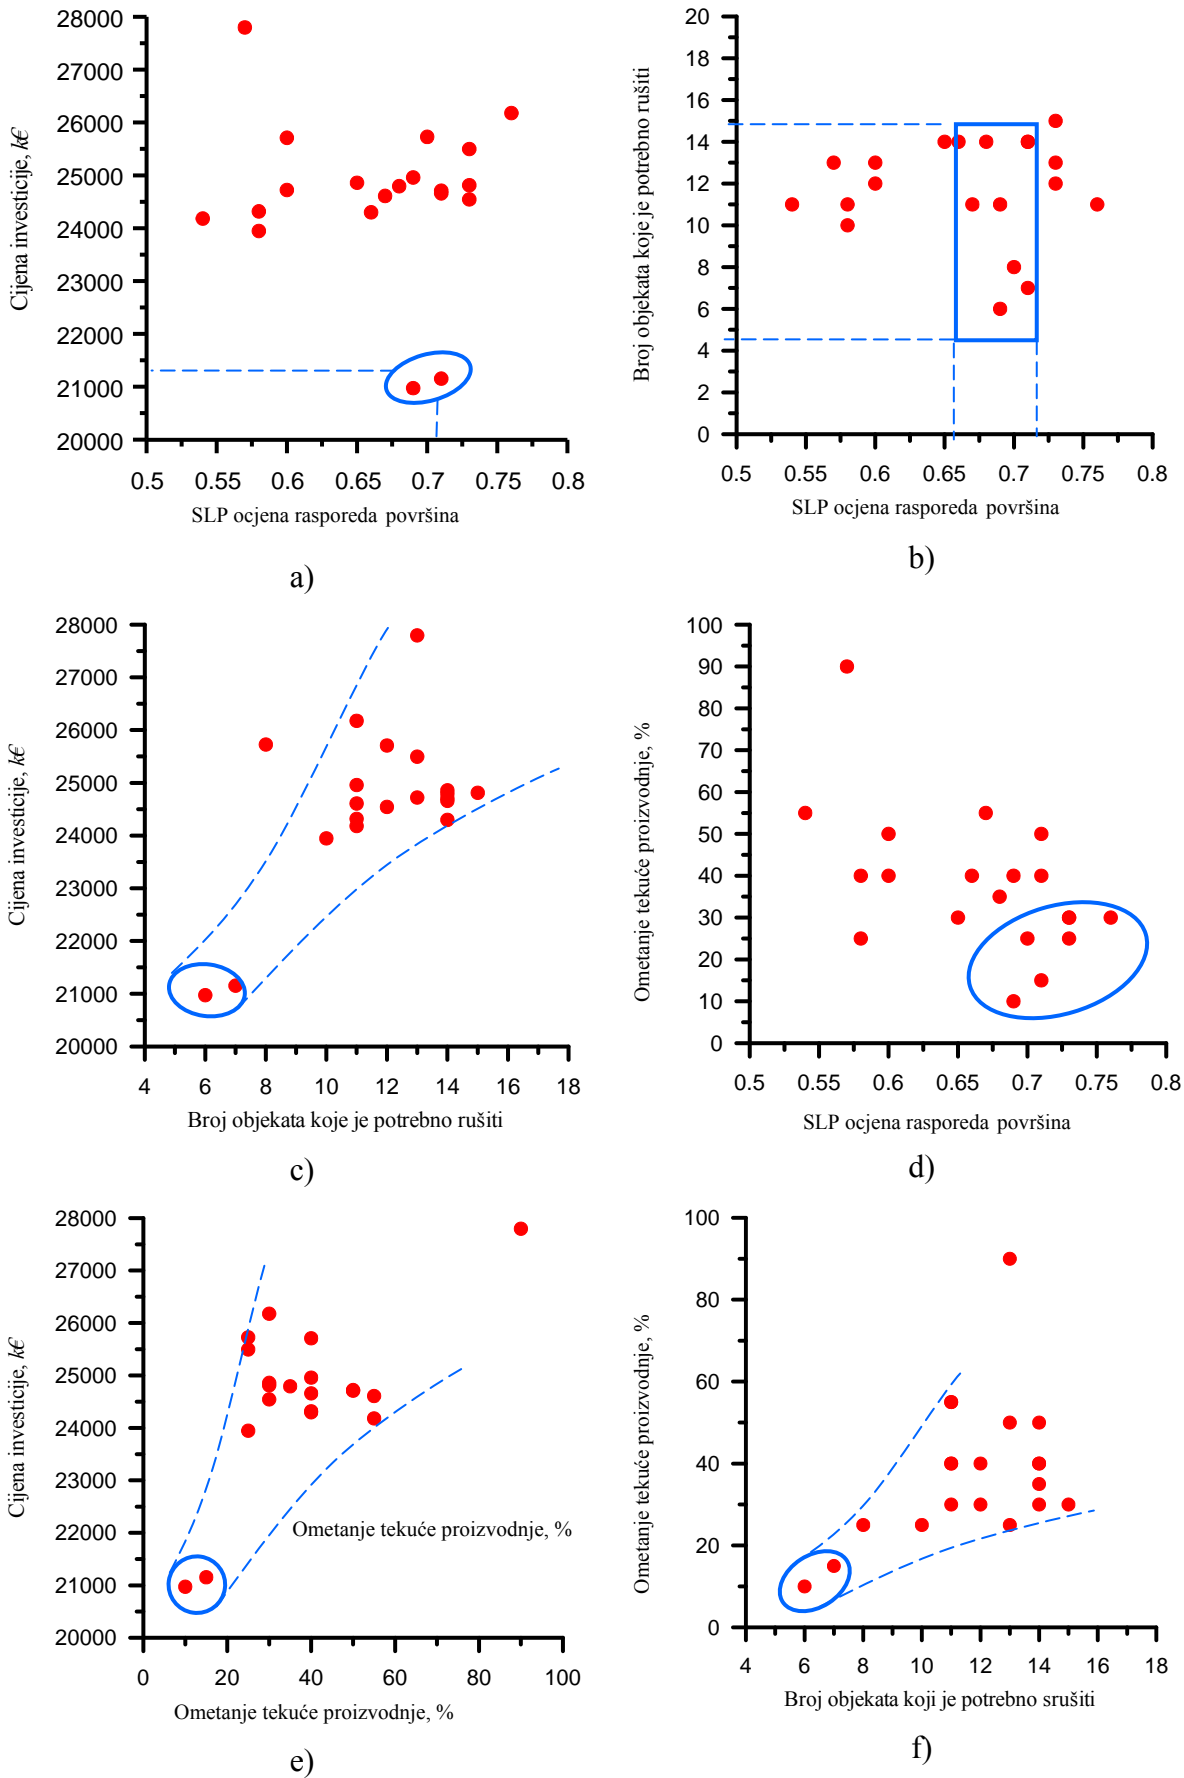 28000
27000
26000
25000
24000
23000
22000
21000
20000
Cijena investicije, k€
0.5 0.55 0.6 0.65 0.7 0.75 0.8
SLP ocjena rasporeda površina
a)
20
18
16
14
12
10
8
6
4
2
0
Broj objekata koje je potrebno rušiti
0.5 0.55 0.6 0.65 0.7 0.75 0.8
SLP ocjena rasporeda površina
b)
28000
27000
26000
25000
24000
23000
22000
21000
20000
Cijena investicije, k€
4 6 8 10 12 14 16 18
Broj objekata koje je potrebno rušiti
c)
100
90
80
70
60
50
40
30
20
10
0
Ometanje tekuće proizvodnje, %
0.5 0.55 0.6 0.65 0.7 0.75 0.8
SLP ocjena rasporeda površina
d)
28000
27000
26000
25000
24000
23000
22000
21000
20000
Cijena investicije, k€
Ometanje tekuće proizvodnje, %
0 20 40 60 80 100
Ometanje tekuće proizvodnje, %
e)
100
80
60
40
20
0
Ometanje tekuće proizvodnje, %
4 6 8 10 12 14 16 18
Broj objekata koji je potrebno srušiti
f)